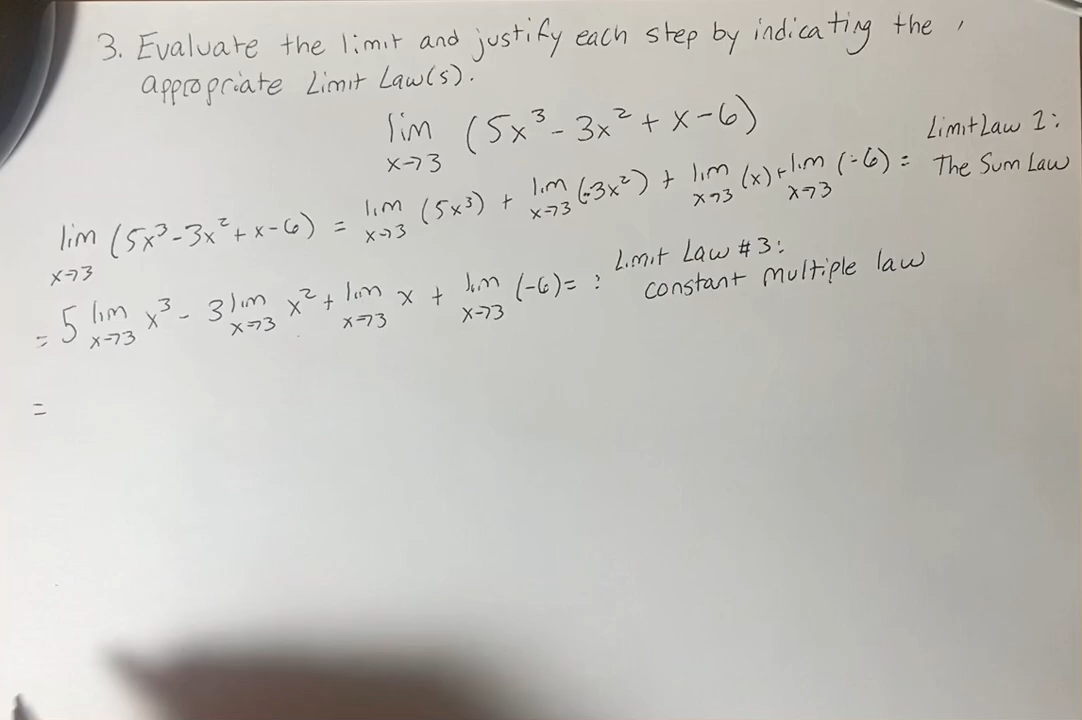 3. Evaluate the limit and justify each step by indicating the
appropriate Limit Law(s).
lim x→3 (5x³ - 3x² + x - 6)
lim x→3 (5x³ - 3x² + x - 6) = lim x→3 (5x³) + lim x→3 (-3x²) + lim x→3 (x) + lim x→3 (-6) = Limit Law 1:
The Sum Law
= 5 lim x→3 x³ - 3 lim x→3 x² + lim x→3 x + lim x→3 (-6) = : Limit Law #3:
constant multiple law
=